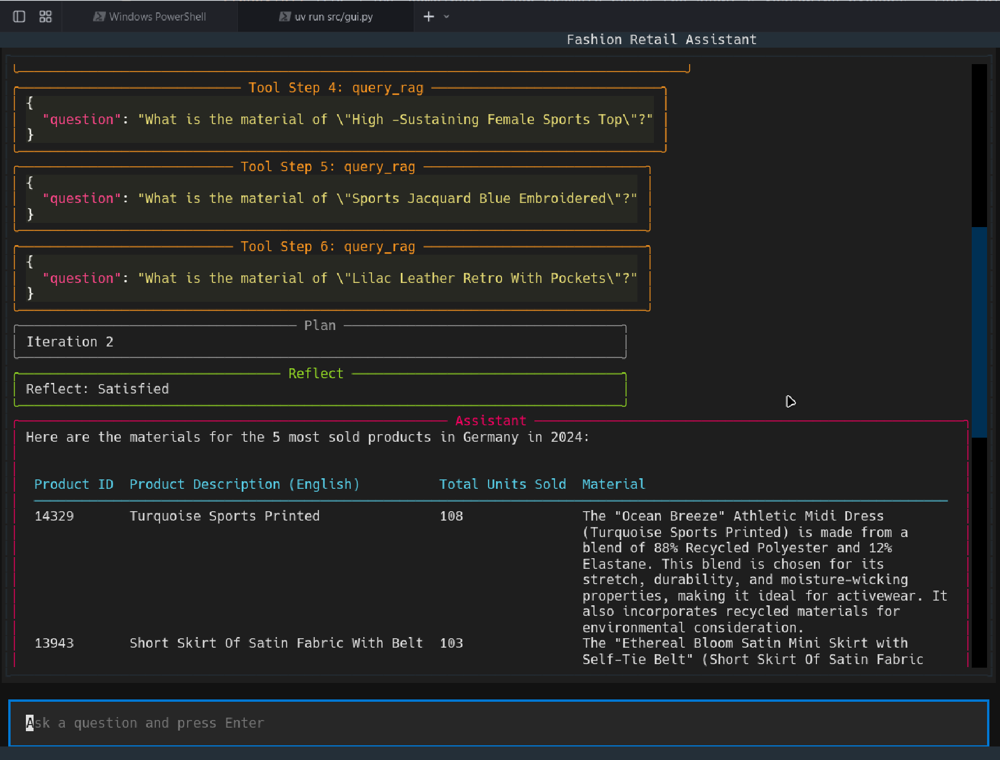 Windows PowerShell
uv run src/gui.py
Fashion Retail Assistant
Tool Step 4: query_rag
{
"question": "What is the material of \"High -Sustaining Female Sports Top\"?"
}
Tool Step 5: query_rag
{
"question": "What is the material of \"Sports Jacquard Blue Embroidered\"?"
}
Tool Step 6: query_rag
{
"question": "What is the material of \"Lilac Leather Retro With Pockets\"?"
}
Plan
Iteration 2
Reflect
Reflect: Satisfied
Assistant
Here are the materials for the 5 most sold products in Germany in 2024:
Product ID Product Description (English) Total Units Sold Material
14329 Turquoise Sports Printed 108 The "Ocean Breeze" Athletic Midi Dress
(Turquoise Sports Printed) is made from a
blend of 88% Recycled Polyester and 12%
Elastane. This blend is chosen for its
stretch, durability, and moisture-wicking
properties, making it ideal for activewear. It
also incorporates recycled materials for
environmental consideration.
13943 Short Skirt Of Satin Fabric With Belt 103 The "Ethereal Bloom Satin Mini Skirt with
Self-Tie Belt" (Short Skirt Of Satin Fabric
Ask a question and press Enter